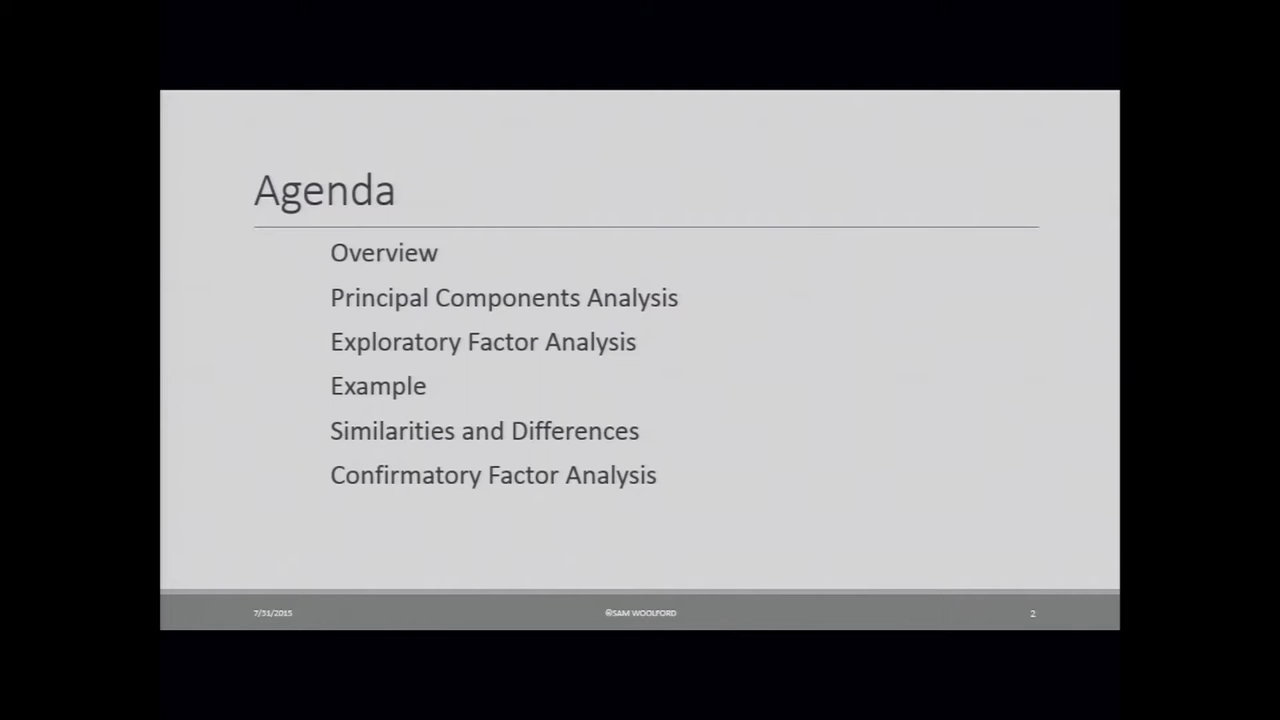 Agenda
Overview
Principal Components Analysis
Exploratory Factor Analysis
Example
Similarities and Differences
Confirmatory Factor Analysis
7/31/2015
©SAM WOOLFORD
2